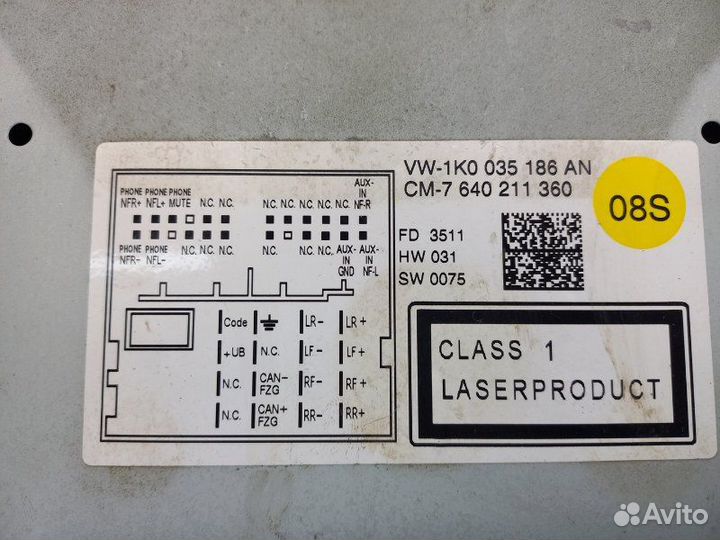 VW-1K0 035 186 AN
CM-7 640 211 360
08S
FD 3511
HW 031
SW 0075
CLASS 1
LASERPRODUCT
PHONE PHONE PHONE
NFR+ NFL+ MUTE N.C. N.C.
N.C. N.C. N.C. N.C. AUX-IN NF-R
PHONE PHONE
NFR- NFL- N.C. N.C. N.C.
N.C. N.C. N.C. AUX-IN GND AUX-IN NF-L
Code LR- LR+
+UB N.C. LF- LF+
N.C. CAN-FZG RF- RF+
N.C. CAN+FZG RR- RR+
Avito